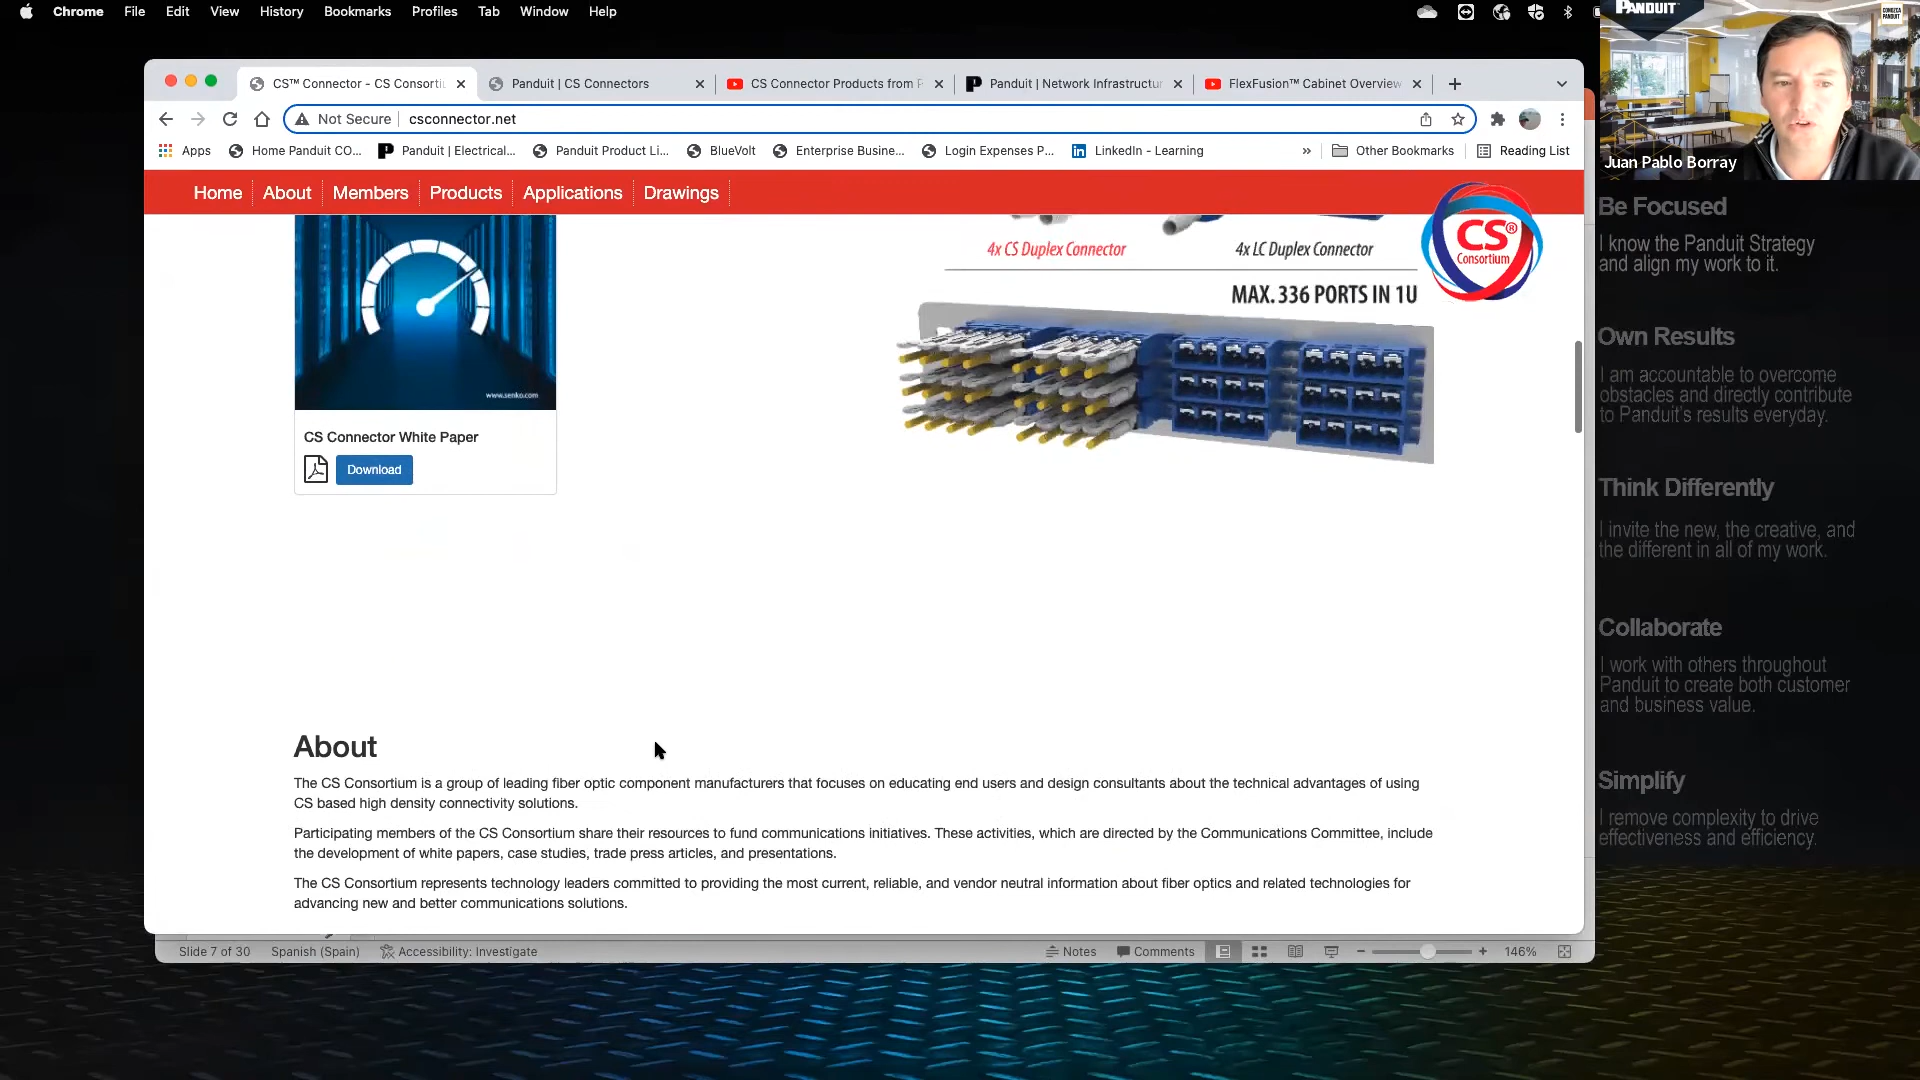 Chrome File Edit View History Bookmarks Profiles Tab Window Help
PANDUIT
CONOZCA
PANDUIT
Juan Pablo Borray
CS™ Connector - CS Consorti
Panduit | CS Connectors
CS Connector Products from P
Panduit | Network Infrastructur
FlexFusion™ Cabinet Overview
Not Secure csconnector.net
Apps Home Panduit CO... Panduit | Electrical... Panduit Product Li... BlueVolt Enterprise Busine... Login Expenses P... LinkedIn - Learning » Other Bookmarks Reading List
Home About Members Products Applications Drawings
CS®
Consortium
4x CS Duplex Connector 4x LC Duplex Connector
MAX. 336 PORTS IN 1U
www.senko.com
CS Connector White Paper
Download
About
The CS Consortium is a group of leading fiber optic component manufacturers that focuses on educating end users and design consultants about the technical advantages of using
CS based high density connectivity solutions.
Participating members of the CS Consortium share their resources to fund communications initiatives. These activities, which are directed by the Communications Committee, include
the development of white papers, case studies, trade press articles, and presentations.
The CS Consortium represents technology leaders committed to providing the most current, reliable, and vendor neutral information about fiber optics and related technologies for
advancing new and better communications solutions.
Slide 7 of 30 Spanish (Spain) Accessibility: Investigate Notes Comments 146%
Be Focused
I know the Panduit Strategy
and align my work to it.
Own Results
I am accountable to overcome
obstacles and directly contribute
to Panduit's results everyday.
Think Differently
I invite the new, the creative, and
the different in all of my work.
Collaborate
I work with others throughout
Panduit to create both customer
and business value.
Simplify
I remove complexity to drive
effectiveness and efficiency.